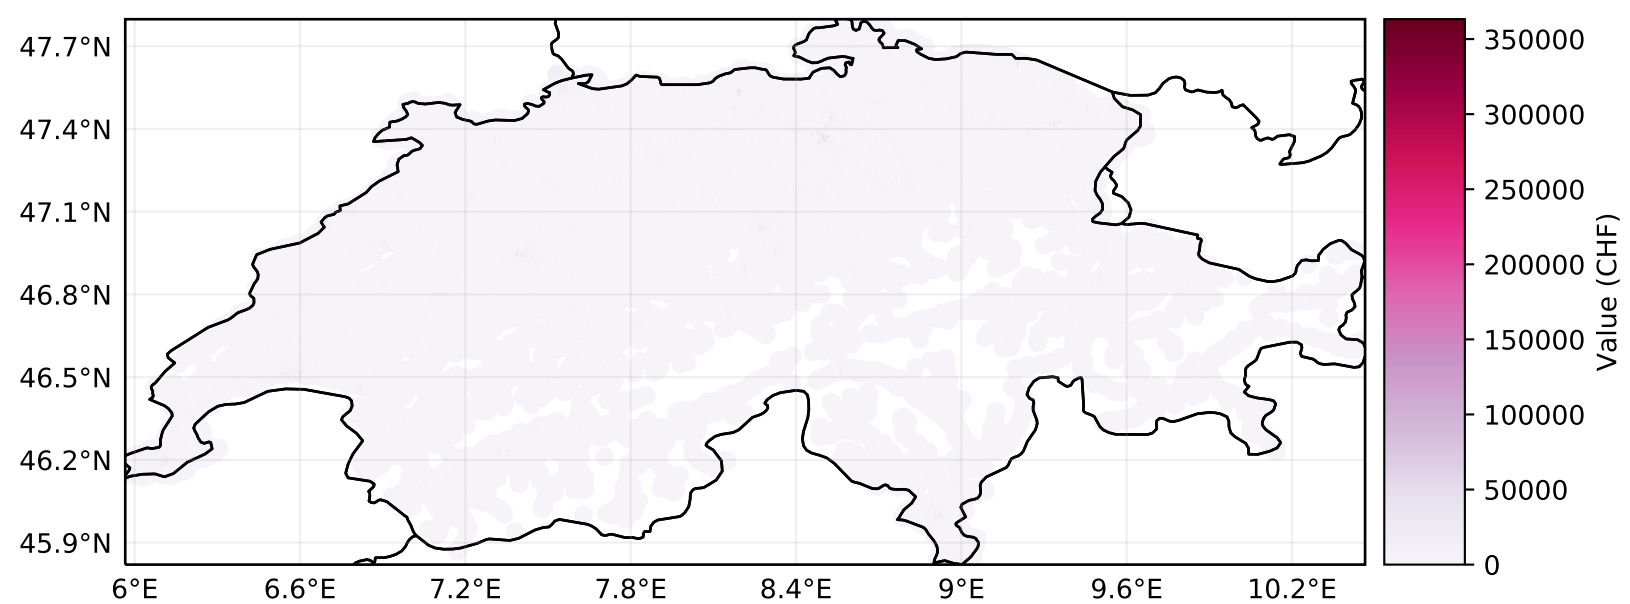 47.7°N
47.4°N
47.1°N
46.8°N
46.5°N
46.2°N
45.9°N
6°E 6.6°E 7.2°E 7.8°E 8.4°E 9°E 9.6°E 10.2°E
350000
300000
250000
200000
150000
100000
50000
0
Value (CHF)